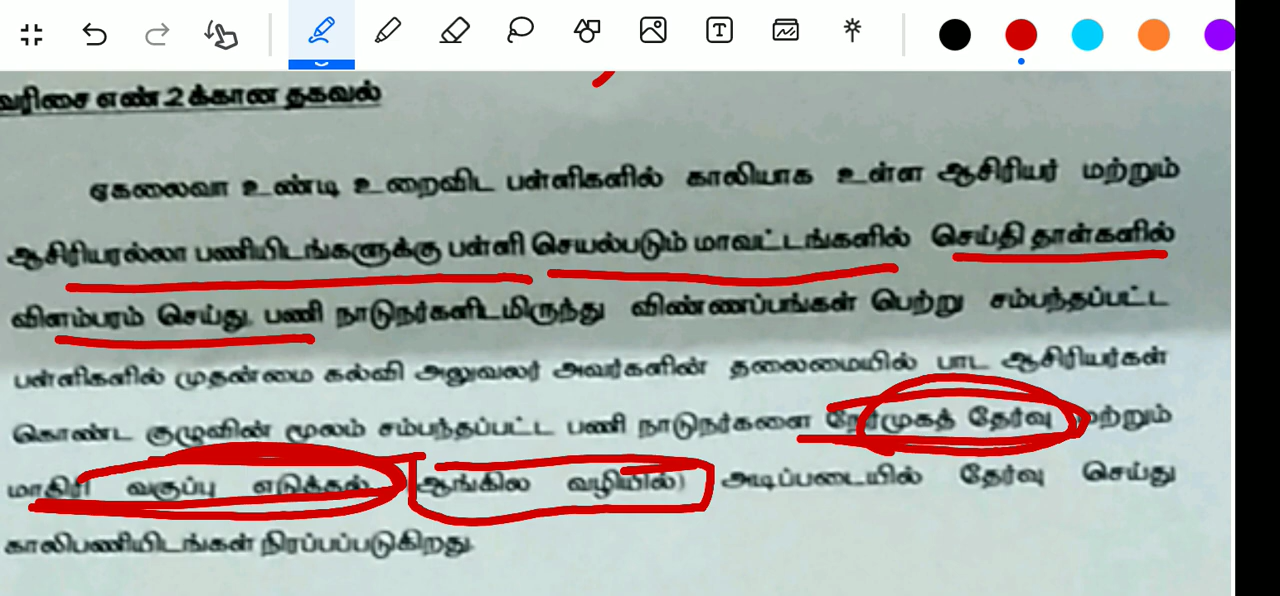 வரிசை எண்.2க்கான தகவல்
ஏகலைவா உண்டி உறைவிட பள்ளிகளில் காலியாக உள்ள ஆசிரியர் மற்றும்
ஆசிரியரல்லா பணியிடங்களுக்கு பள்ளி செயல்படும் மாவட்டங்களில் செய்தி தாள்களில்
விளம்பரம் செய்து, பணி நாடுநர்களிடமிருந்து விண்ணப்பங்கள் பெற்று சம்பந்தப்பட்ட
பள்ளிகளில் முதன்மை கல்வி அலுவலர் அவர்களின் தலைமையில் பாட ஆசிரியர்கள்
கொண்ட குழுவின் மூலம் சம்பந்தப்பட்ட பணி நாடுநர்களை நேர்முகத் தேர்வு மற்றும்
மாதிரி வகுப்பு எடுத்தல் ஆங்கில வழியில்) அடிப்படையில் தேர்வு செய்து
காலிபணியிடங்கள் நிரப்பப்படுகிறது.